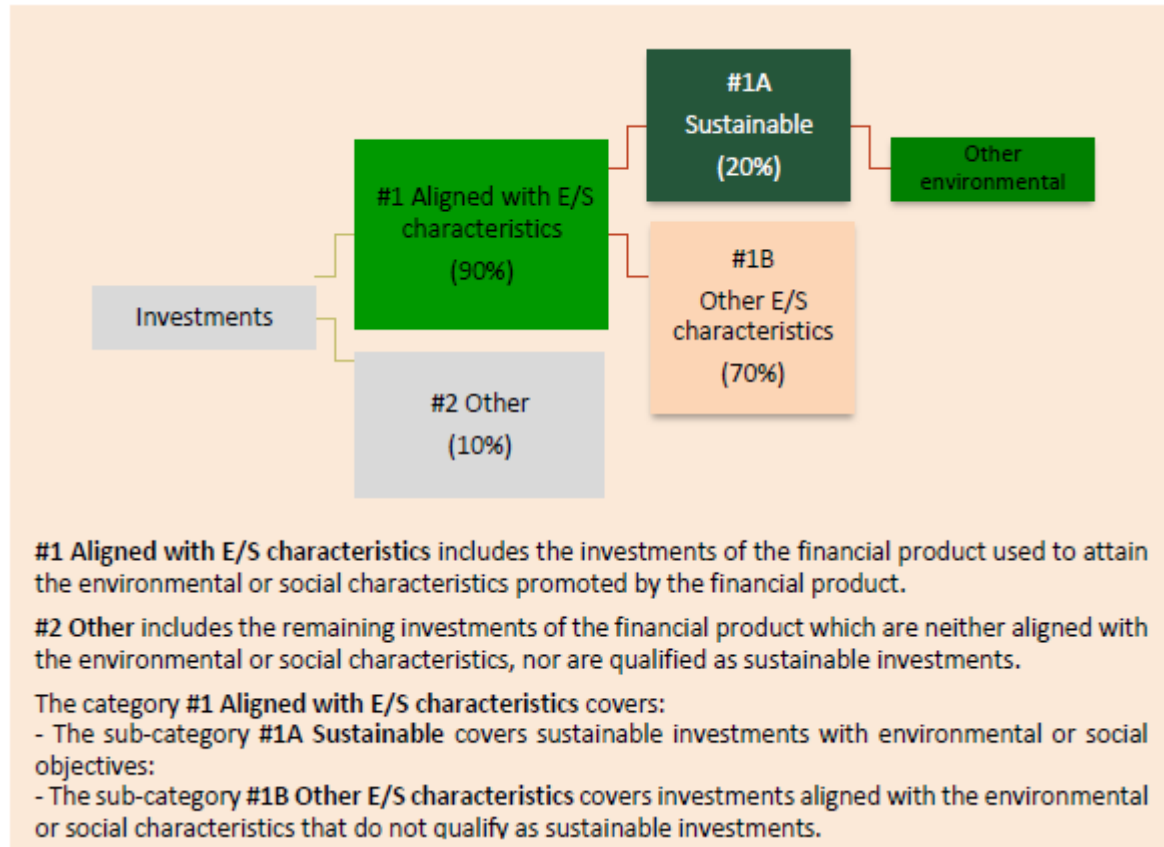 #1A
Sustainable
(20%)
Other
environmental
#1 Aligned with E/S
characteristics
(90%)
#1B
Other E/S
characteristics
(70%)
Investments
#2 Other
(10%)
#1 Aligned with E/S characteristics includes the investments of the financial product used to attain
the environmental or social characteristics promoted by the financial product.
#2 Other includes the remaining investments of the financial product which are neither aligned with
the environmental or social characteristics, nor are qualified as sustainable investments.
The category #1 Aligned with E/S characteristics covers:
- The sub-category #1A Sustainable covers sustainable investments with environmental or social
objectives:
- The sub-category #1B Other E/S characteristics covers investments aligned with the environmental
or social characteristics that do not qualify as sustainable investments.